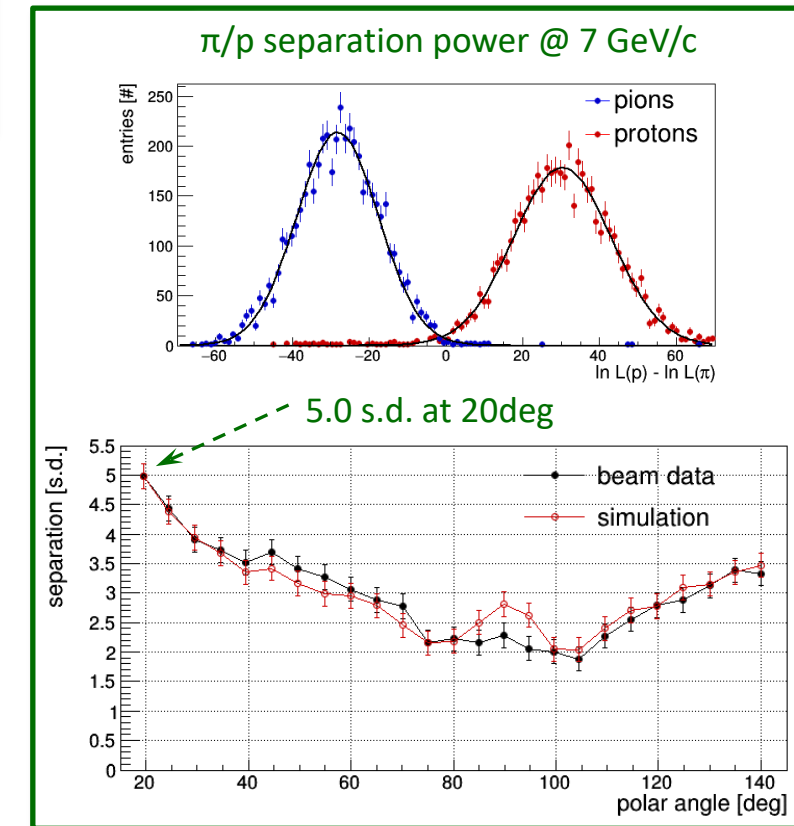 π/p separation power @ 7 GeV/c
entries [#]
250
200
150
100
50
0
pions
protons
−60 −40 −20 0 20 40 60
ln L(p) - ln L(π)
5.0 s.d. at 20deg
separation [s.d.]
5.5
5
4.5
4
3.5
3
2.5
2
1.5
1
0.5
0
beam data
simulation
20 40 60 80 100 120 140
polar angle [deg]